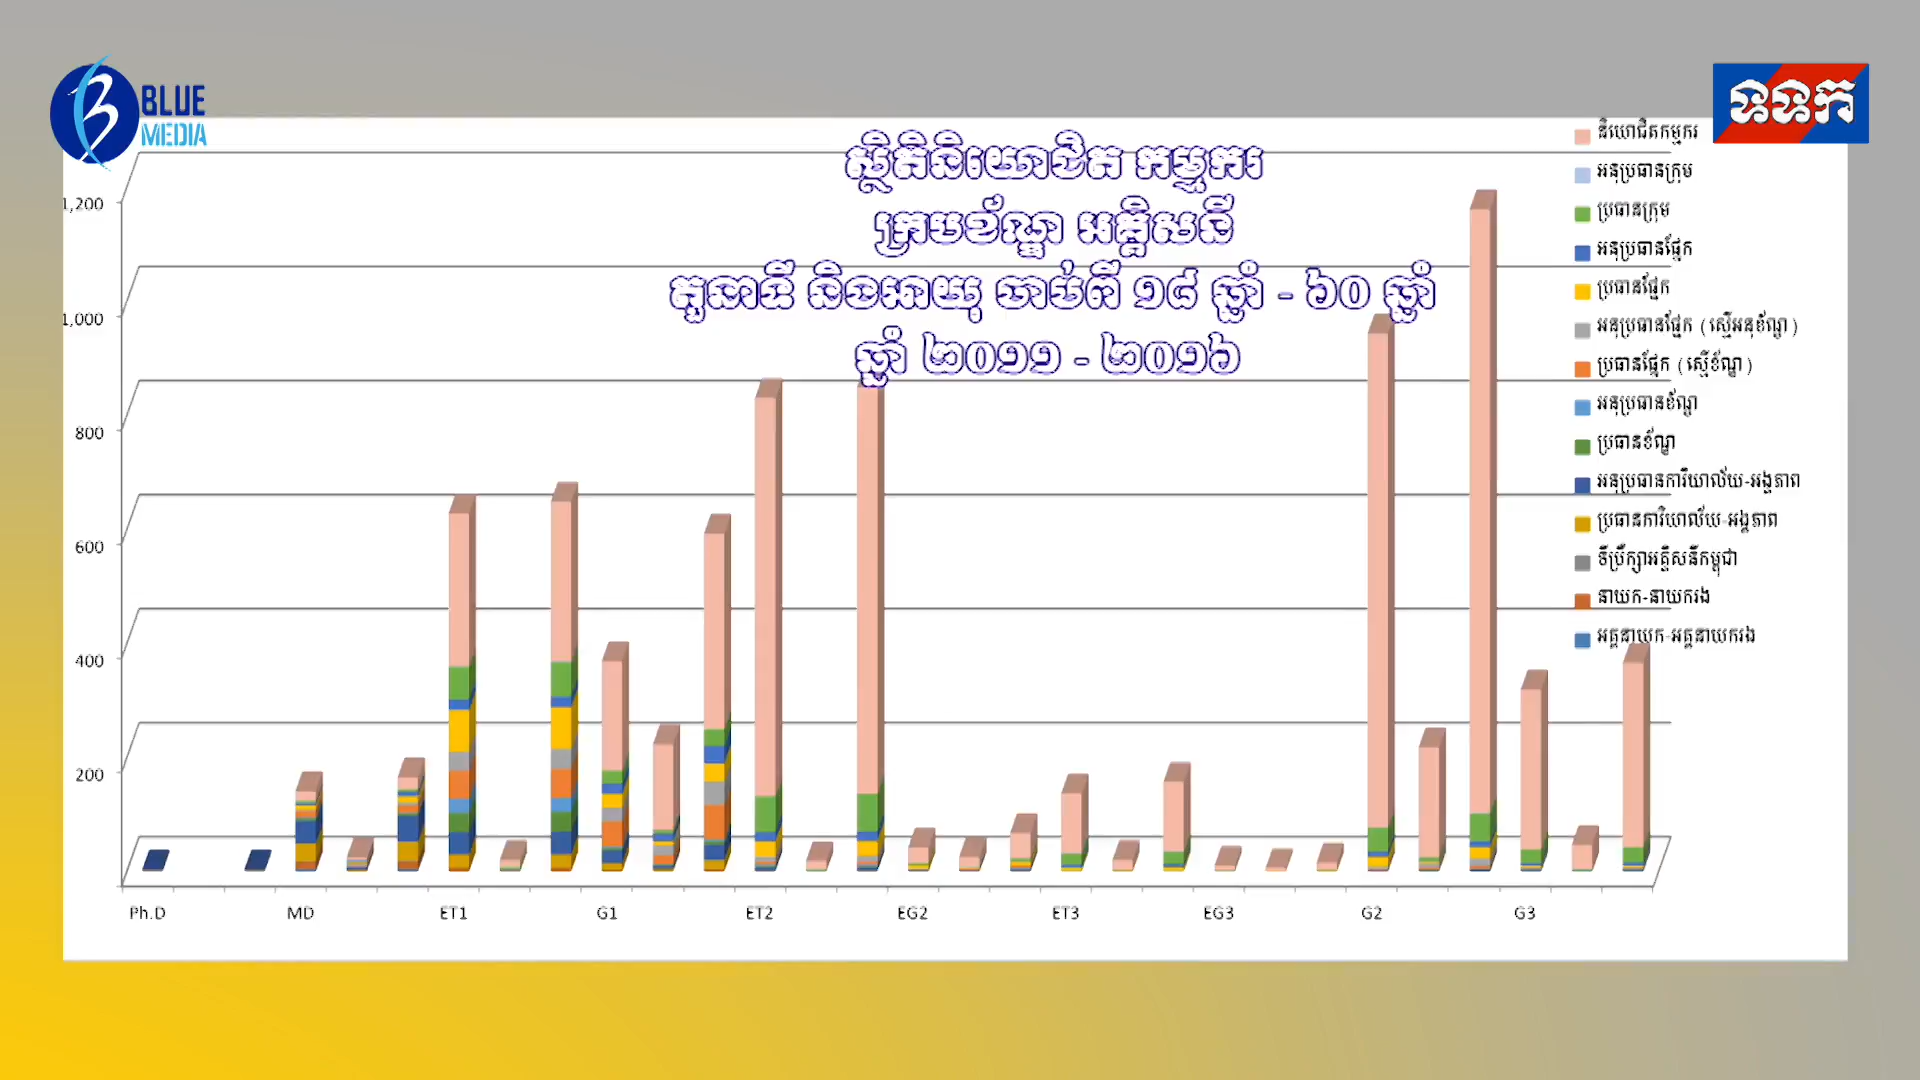 BLUE
MEDIA
ទទក
ស្ថិតិនិយោជិត កម្មករ
គ្រប់ខ័ណ្ឌ អគ្គិសនី
តួនាទី និងអាយុ ចាប់ពី ១៨ ឆ្នាំ - ៦០ ឆ្នាំ
ឆ្នាំ ២០១១ - ២០១៦
1,200
1,000
800
600
400
200
Ph.D MD ET1 G1 ET2 EG2 ET3 EG3 G2 G3
និយោជិតកម្មករ
អនុប្រធានក្រុម
ប្រធានក្រុម
អនុប្រធានផ្នែក
ប្រធានផ្នែក
អនុប្រធានផ្នែក (ស្មើអនុខ័ណ្ឌ)
ប្រធានផ្នែក (ស្មើខ័ណ្ឌ)
អនុប្រធានខ័ណ្ឌ
ប្រធានខ័ណ្ឌ
អនុប្រធានការិយាល័យ-អង្គភាព
ប្រធានការិយាល័យ-អង្គភាព
ទីប្រឹក្សាអគ្គិសនីកម្ពុជា
នាយក-នាយករង
អគ្គនាយក-អគ្គនាយករង